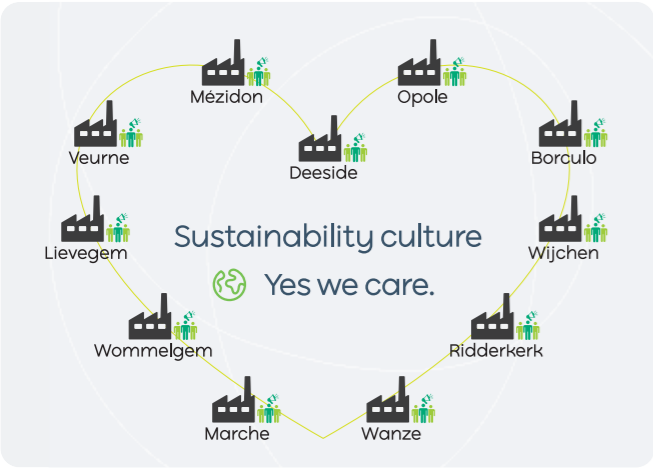 Mézidon
Opole
Veurne
Borculo
Deeside
Lievegem
Sustainability culture
Wijchen
Yes we care.
Wommelgem
Ridderkerk
Marche
Wanze